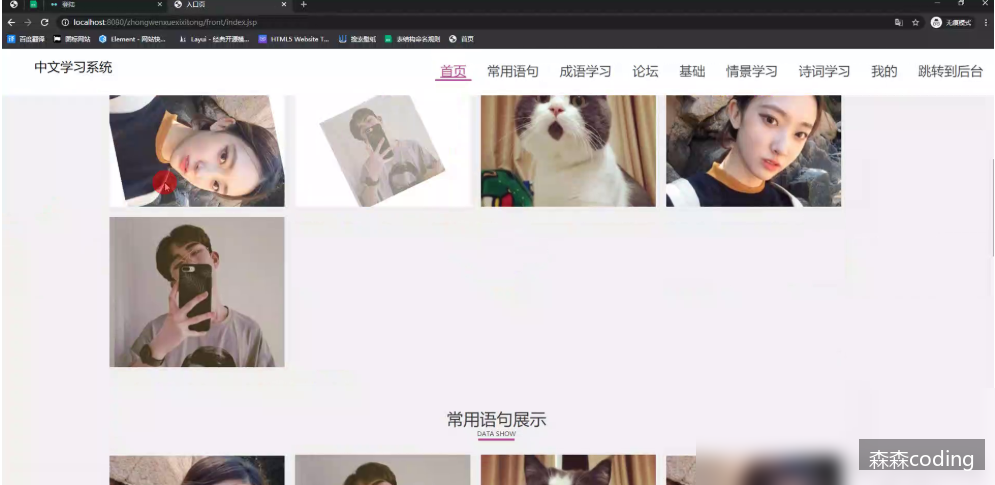 登陆
入口页
localhost:8080/zhongwenxuexixitong/front/index.jsp
无痕模式
百度翻译 图标网站 Element - 网站快... Layui - 经典开源模... HTML5 Website T... 搜宝壁纸 表结构命名规则 首页
中文学习系统
首页 常用语句 成语学习 论坛 基础 情景学习 诗词学习 我的 跳转到后台
常用语句展示
DATA SHOW
森森coding